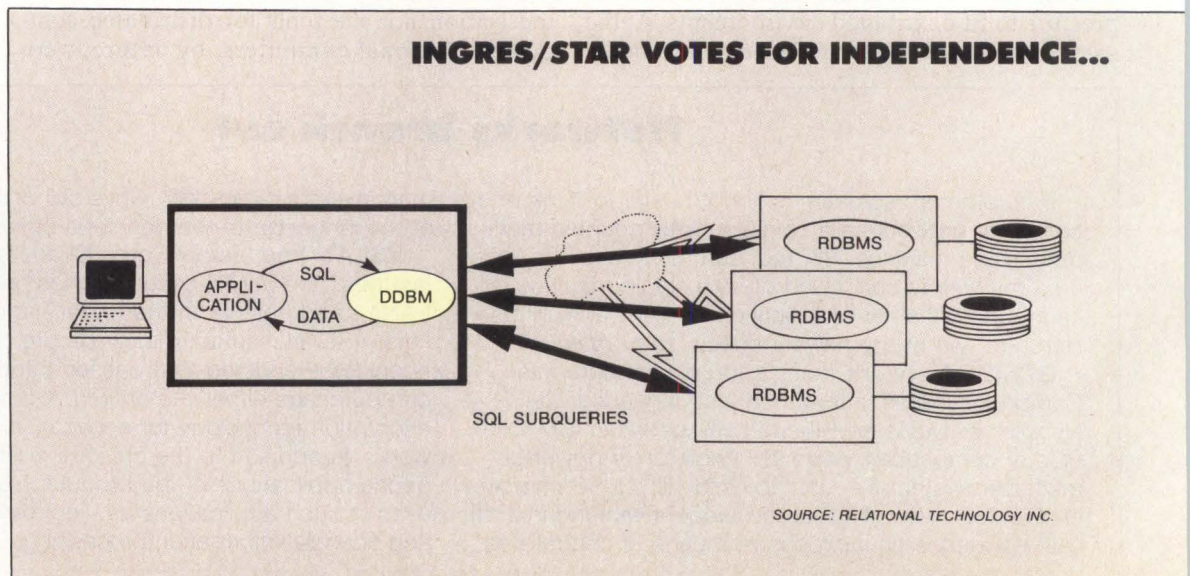 INGRES/STAR VOTES FOR INDEPENDENCE...
APPLI-
CATION
SQL
DATA
DDBM
RDBMS
RDBMS
RDBMS
SQL SUBQUERIES
SOURCE: RELATIONAL TECHNOLOGY INC.